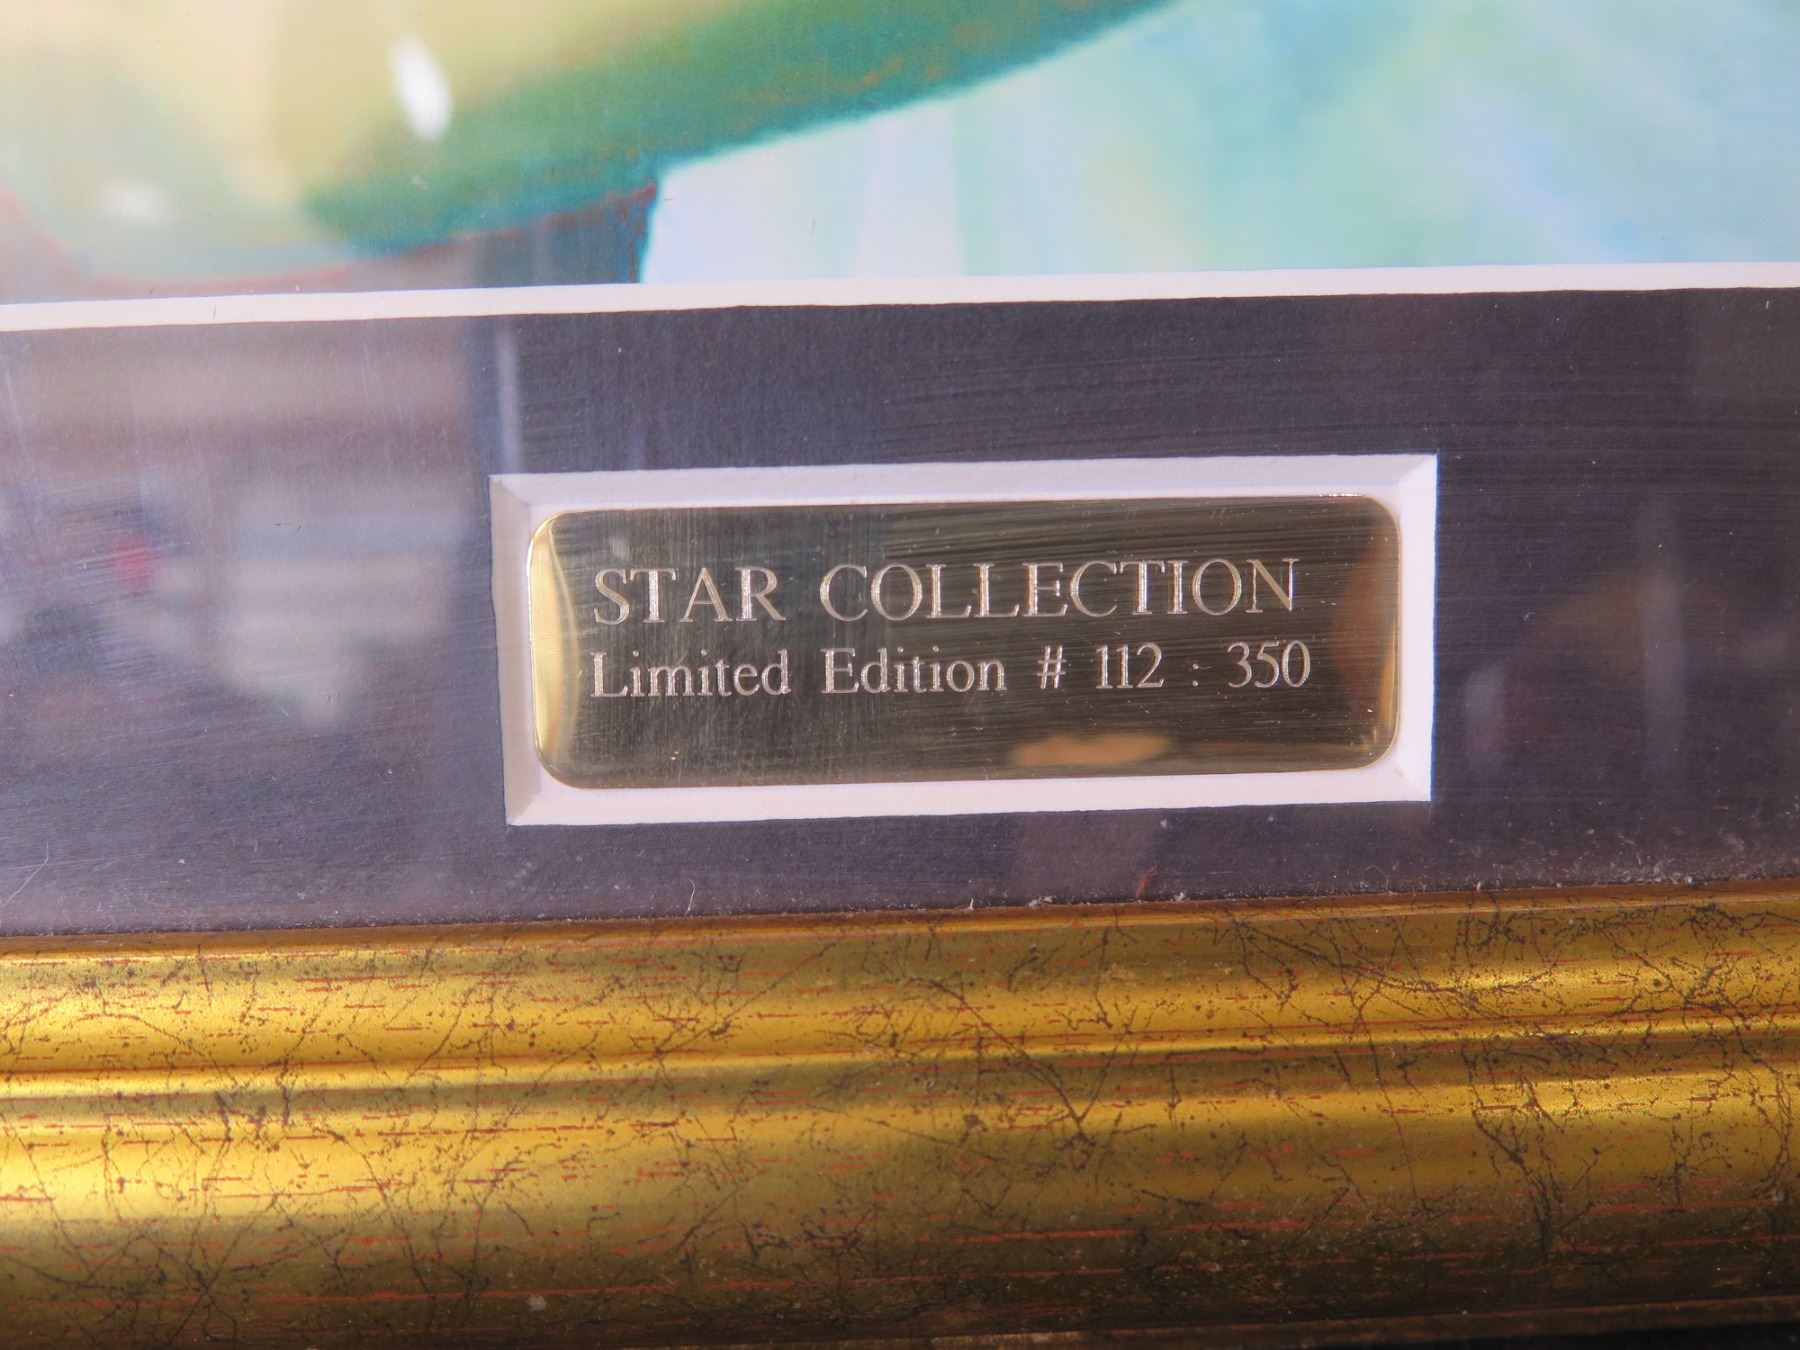 STAR COLLECTION
Limited Edition # 112 : 350